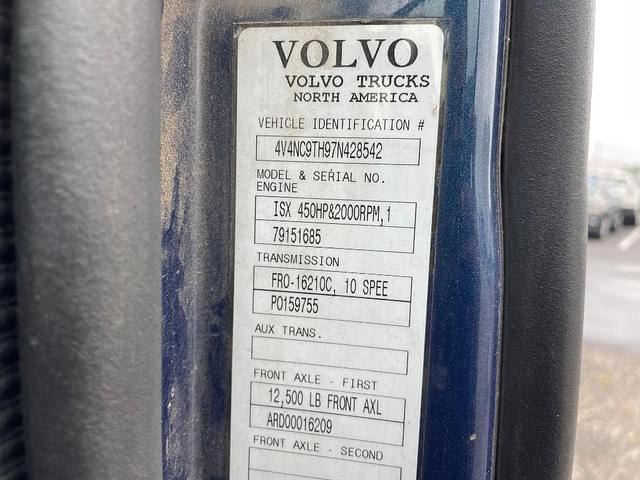 VOLVO
VOLVO TRUCKS
NORTH AMERICA
VEHICLE IDENTIFICATION #
4V4NC9TH97N428542
MODEL & SERIAL NO.
ENGINE
ISX 450HP&2000RPM,1
79151685
TRANSMISSION
FRO-16210C, 10 SPEE
P0159755
AUX TRANS.
FRONT AXLE - FIRST
12,500 LB FRONT AXL
ARD00016209
FRONT AXLE - SECOND